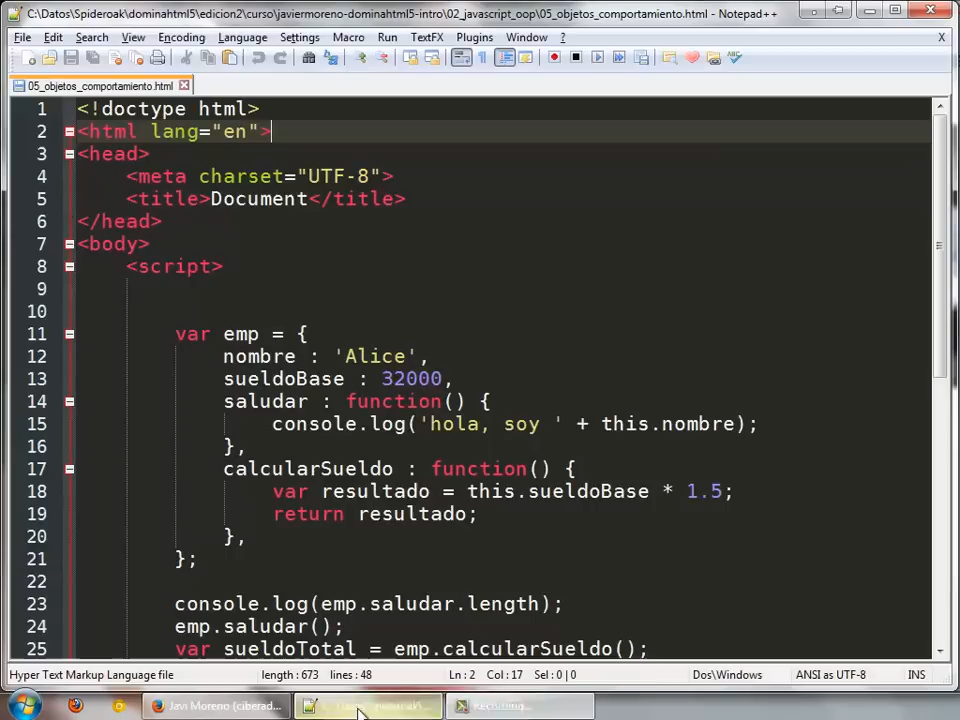 C:\Datos\Spideroak\dominahtml5\edicion2\curso\javiermoreno-dominahtml5-intro\02_javascript_oop\05_objetos_comportamiento.html - Notepad++
File Edit Search View Encoding Language Settings Macro Run TextFX Plugins Window ? X
05_objetos_comportamiento.html
1 <!doctype html>
2 <html lang="en">
3 <head>
4 <meta charset="UTF-8">
5 <title>Document</title>
6 </head>
7 <body>
8 <script>
9
10
11 var emp = {
12 nombre : 'Alice',
13 sueldoBase : 32000,
14 saludar : function() {
15 console.log('hola, soy ' + this.nombre);
16 },
17 calcularSueldo : function() {
18 var resultado = this.sueldoBase * 1.5;
19 return resultado;
20 },
21 };
22
23 console.log(emp.saludar.length);
24 emp.saludar();
25 var sueldoTotal = emp.calcularSueldo();
Hyper Text Markup Language file length : 673 lines : 48 Ln : 2 Col : 17 Sel : 0 | 0 Dos\Windows ANSI as UTF-8 INS
Javi Moreno (ciberad... Recording...